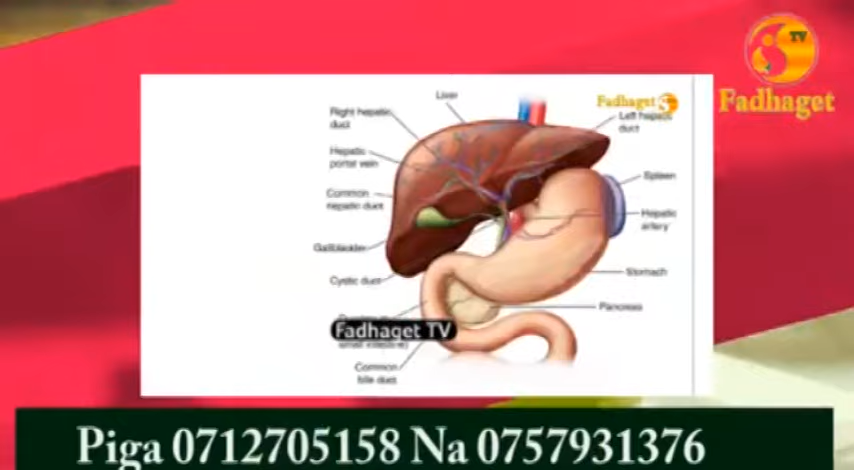 TV
Fadhaget
Fadhaget
Liver
Right hepatic
duct
Left hepatic
duct
Hepatic
portal vein
Spleen
Common
hepatic duct
Hepatic
artery
Gallbladder
Cystic duct
Stomach
Pancreas
Fadhaget TV
small intestine)
Common
bile duct
Piga 0712705158 Na 0757931376